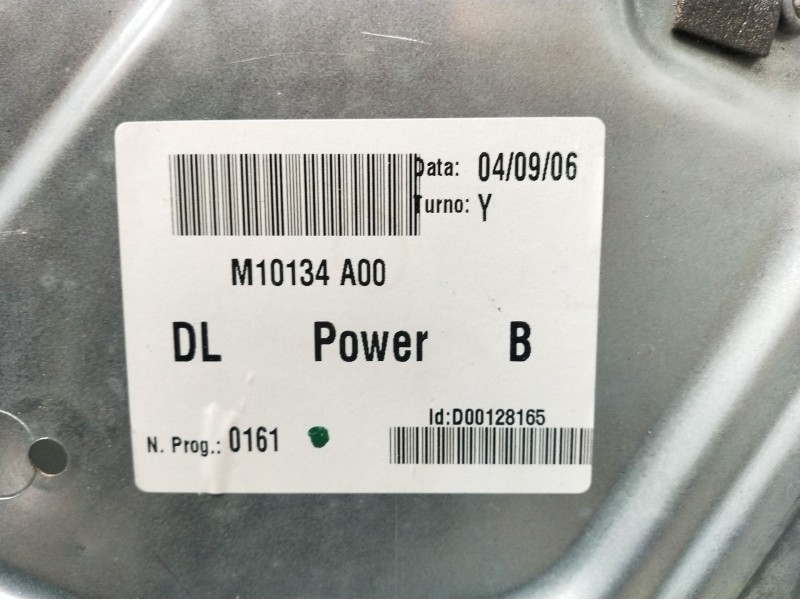 Data: 04/09/06
Turno: Y
M10134 A00
DL Power B
Id:D00128165
N. Prog.: 0161